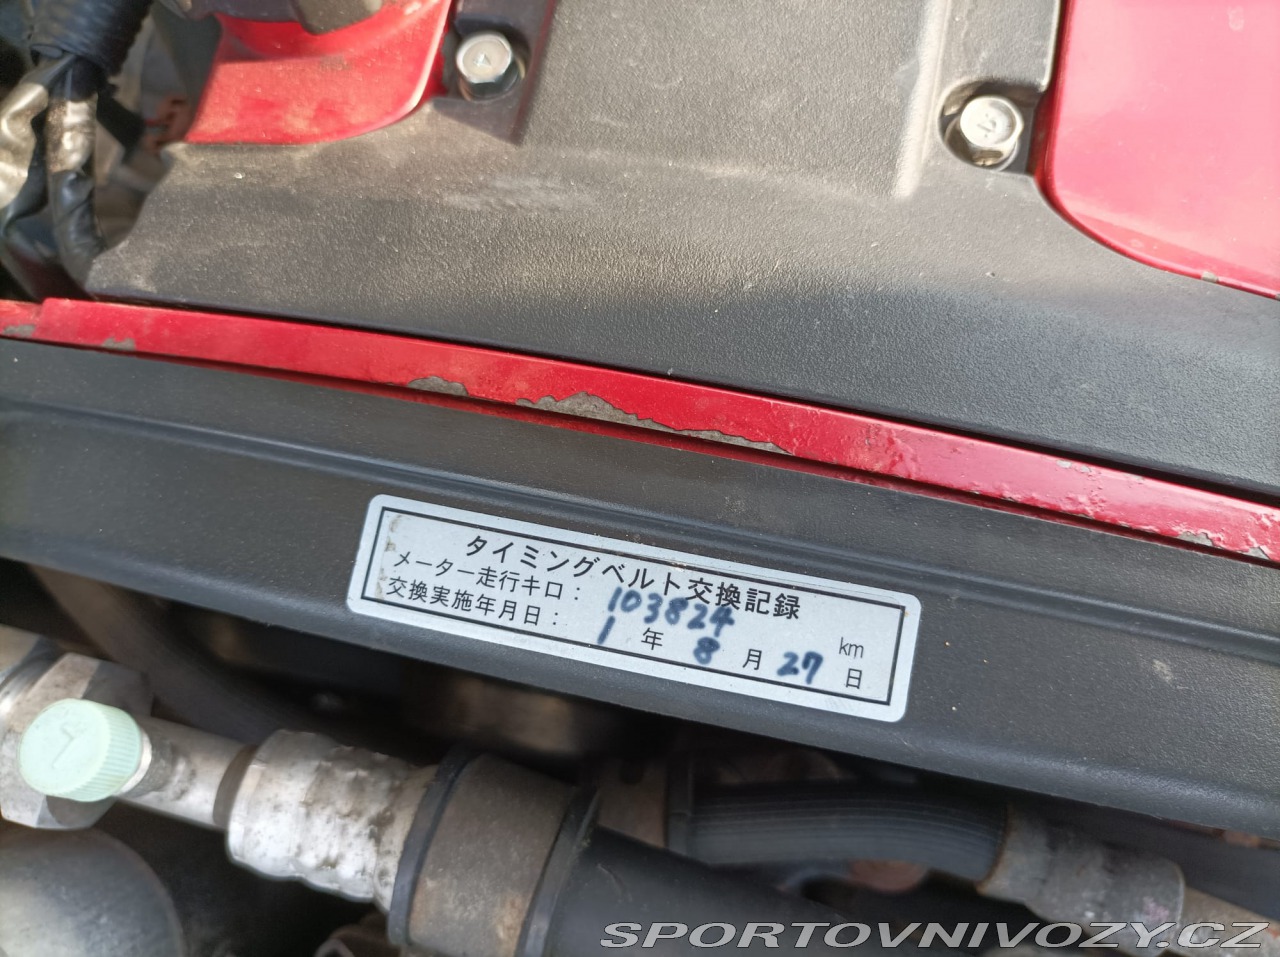 タイミングベルト交換記録
メーター走行キロ： 103824 km
交換実施年月日： 1 年 8 月 27 日
SPORTOVNIVOZY.CZ